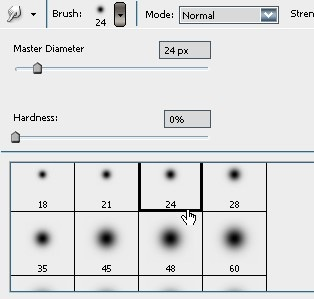 Brush: 24 Mode: Normal Stren
Master Diameter 24 px
Hardness: 0%
18 21 24 28
35 45 48 60